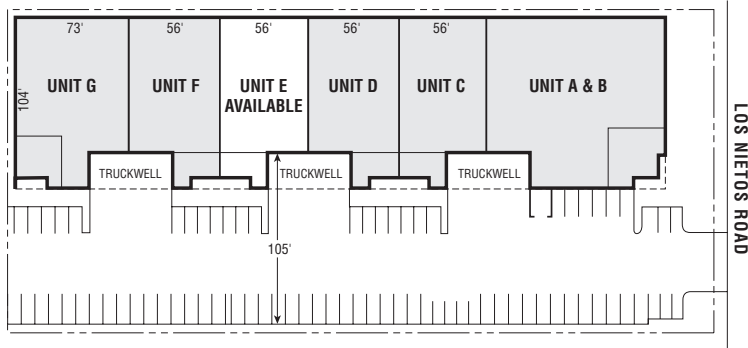 73'
56'
56'
56'
56'
104'
UNIT G
UNIT F
UNIT E
AVAILABLE
UNIT D
UNIT C
UNIT A & B
TRUCKWELL
TRUCKWELL
TRUCKWELL
105'
LOS NIETOS ROAD